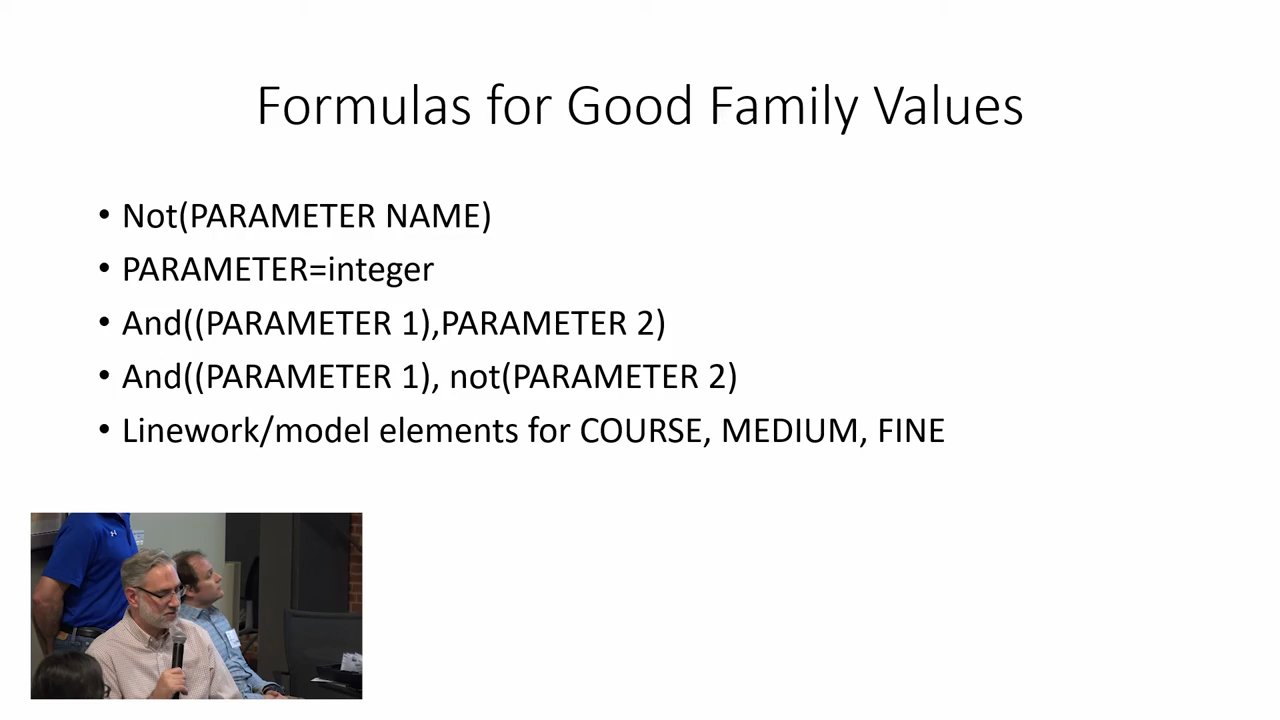 Formulas for Good Family Values
• Not(PARAMETER NAME)
• PARAMETER=integer
• And((PARAMETER 1),PARAMETER 2)
• And((PARAMETER 1), not(PARAMETER 2)
• Linework/model elements for COURSE, MEDIUM, FINE